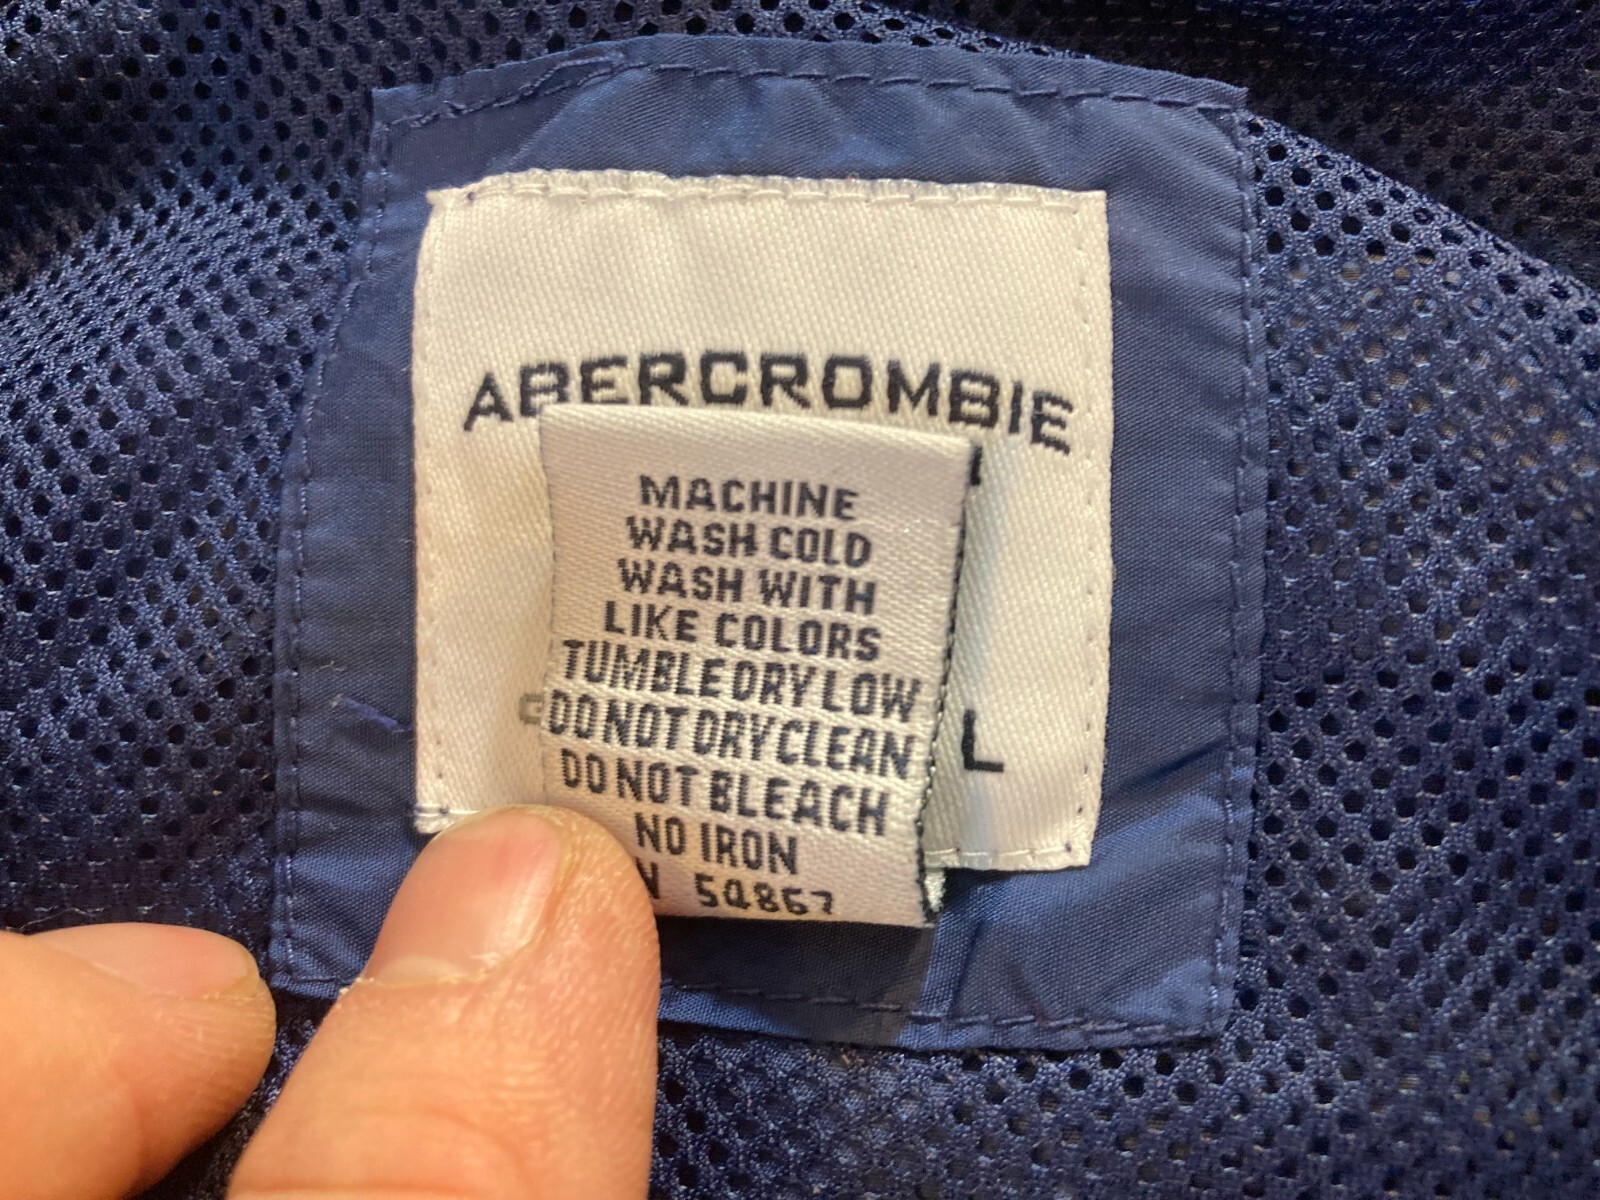 ABERCROMBIE
MACHINE
WASH COLD
WASH WITH
LIKE COLORS
TUMBLE DRY LOW
DO NOT DRY CLEAN
DO NOT BLEACH
NO IRON
N 54867
L